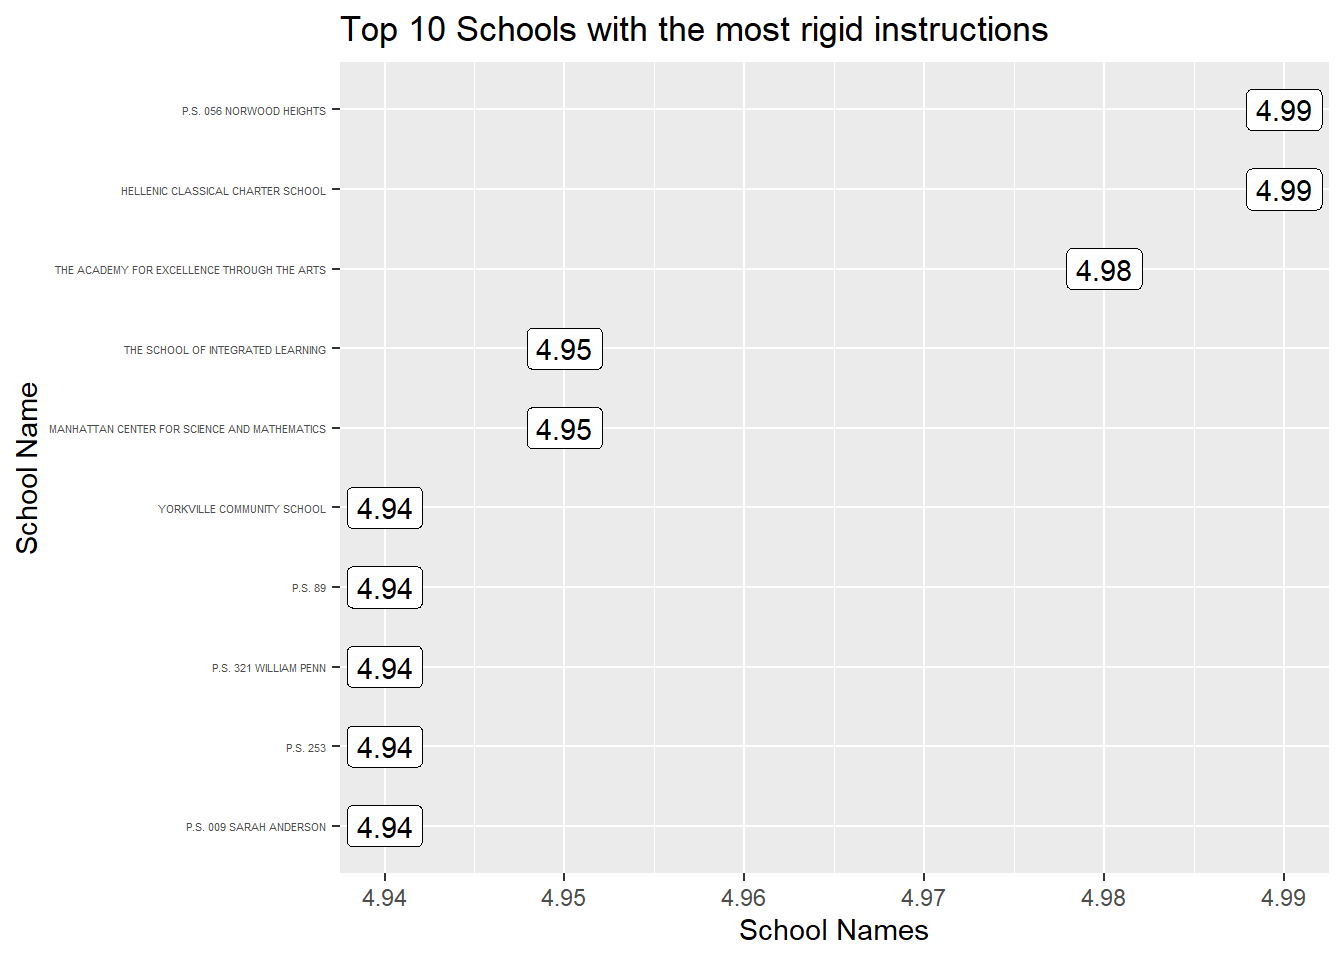 Top 10 Schools with the most rigid instructions
P.S. 056 NORWOOD HEIGHTS
4.99
HELLENIC CLASSICAL CHARTER SCHOOL
4.99
THE ACADEMY FOR EXCELLENCE THROUGH THE ARTS
4.98
THE SCHOOL OF INTEGRATED LEARNING
4.95
MANHATTAN CENTER FOR SCIENCE AND MATHEMATICS
4.95
YORKVILLE COMMUNITY SCHOOL
4.94
P.S. 89
4.94
P.S. 321 WILLIAM PENN
4.94
P.S. 253
4.94
P.S. 009 SARAH ANDERSON
4.94
School Name
4.94 4.95 4.96 4.97 4.98 4.99
School Names